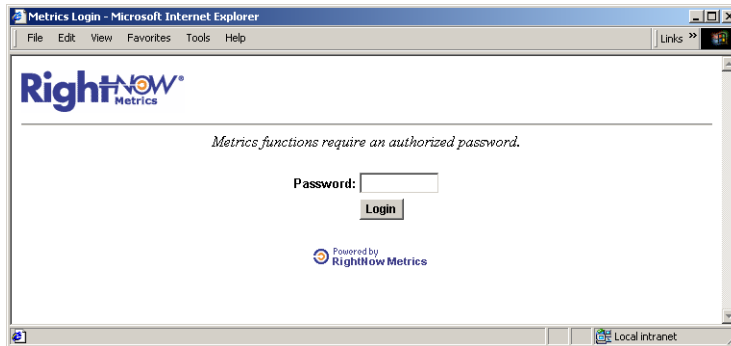 Metrics Login - Microsoft Internet Explorer
File Edit View Favorites Tools Help Links »
RightNOW®
Metrics
Metrics functions require an authorized password.
Password:
Login
Powered by
RightNow Metrics
Local intranet